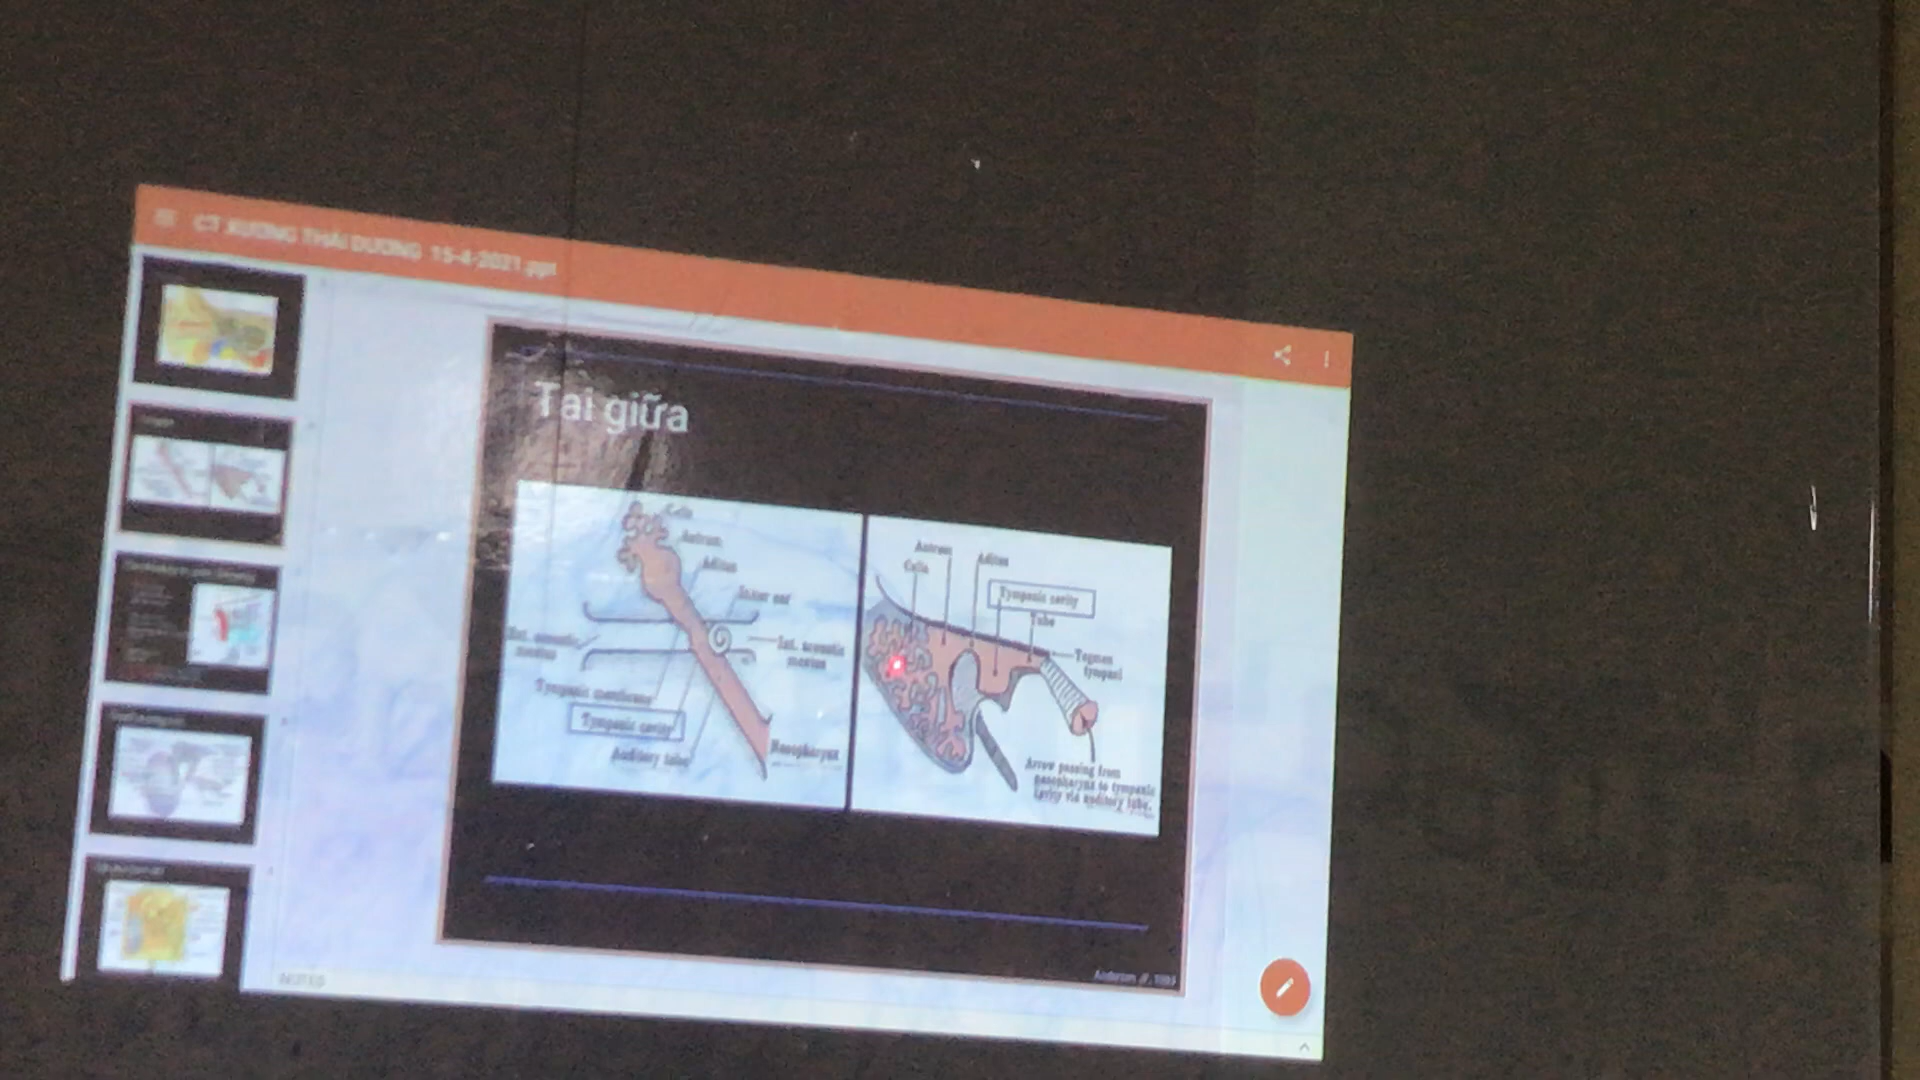 CT XƯƠNG THÁI DƯƠNG 15-4-2021.ppt
Tai giữa
Cells
Antrum
Aditus
Inner ear
Ext. acoustic
meatus
Int. acoustic
meatus
Tympanic membrane
Tympanic cavity
Auditory tube
Nasopharynx
Antrum
Aditus
Cells
Tympanic cavity
Tube
Tegmen
tympani
Arrow passing from
nasopharynx to tympanic
cavity via auditory tube.
NOTES